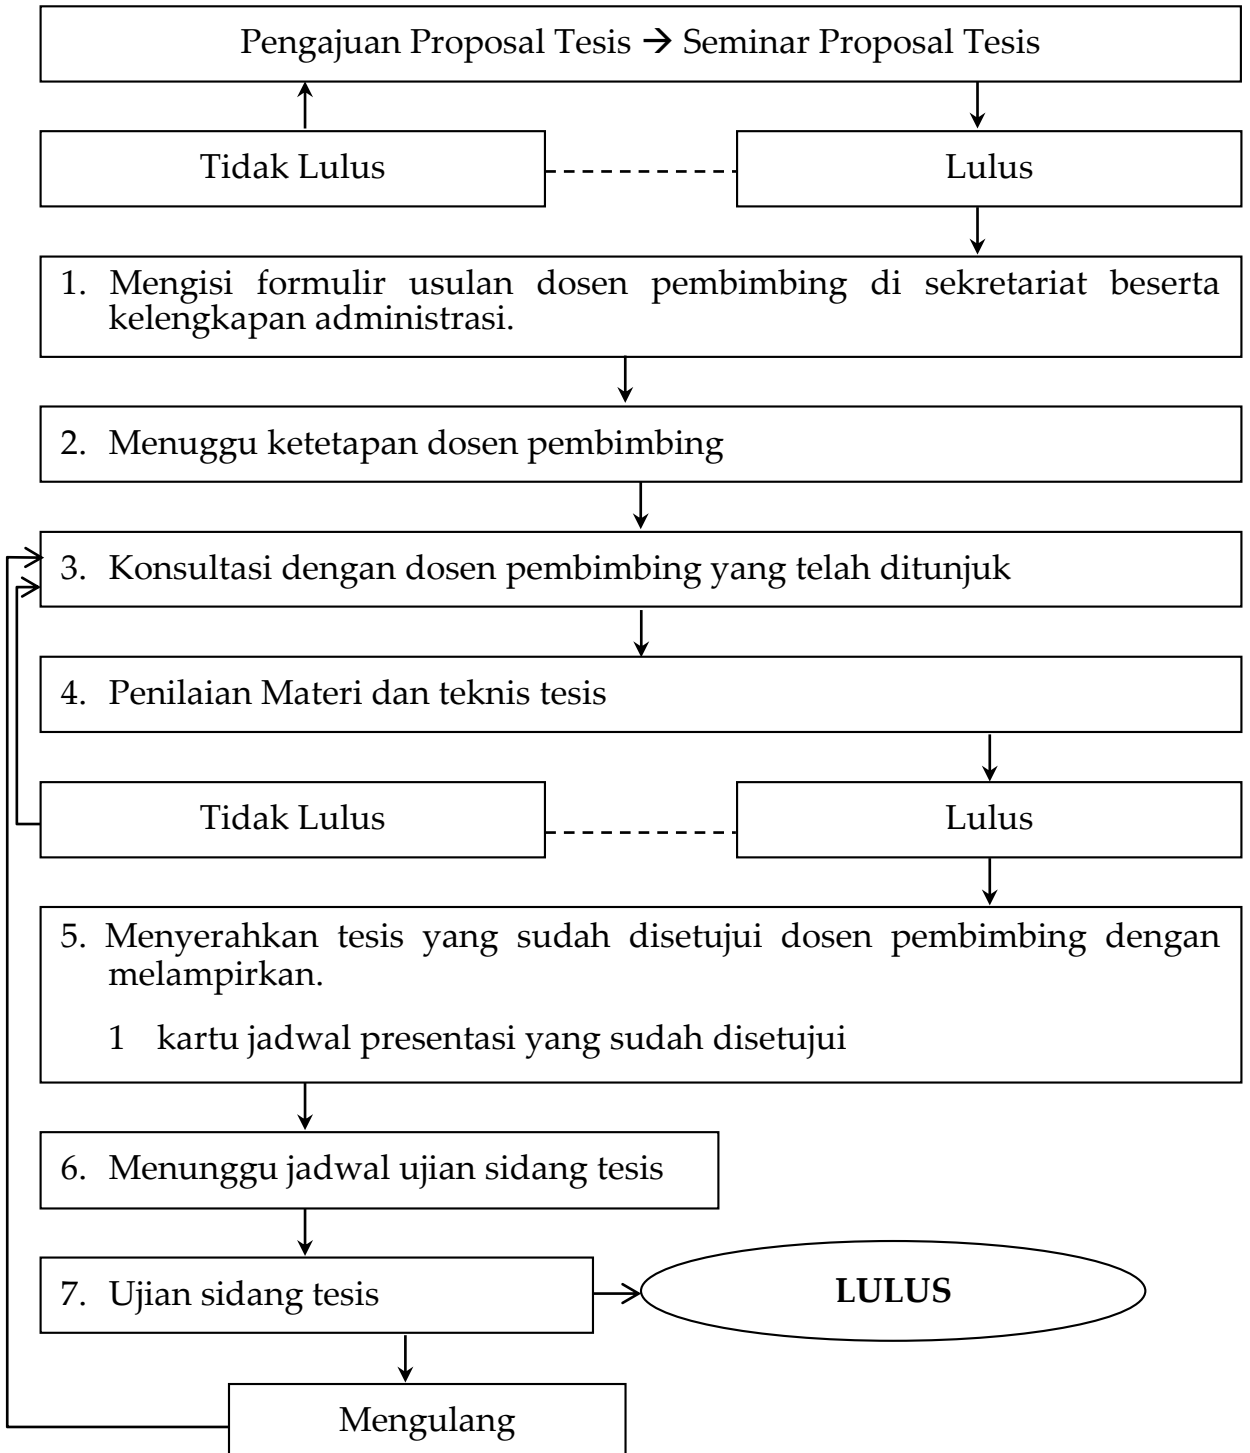 Pengajuan Proposal Tesis → Seminar Proposal Tesis
Tidak Lulus
Lulus
1. Mengisi formulir usulan dosen pembimbing di sekretariat beserta
kelengkapan administrasi.
2. Menuggu ketetapan dosen pembimbing
3. Konsultasi dengan dosen pembimbing yang telah ditunjuk
4. Penilaian Materi dan teknis tesis
Tidak Lulus
Lulus
5. Menyerahkan tesis yang sudah disetujui dosen pembimbing dengan
melampirkan.
1 kartu jadwal presentasi yang sudah disetujui
6. Menunggu jadwal ujian sidang tesis
7. Ujian sidang tesis
LULUS
Mengulang